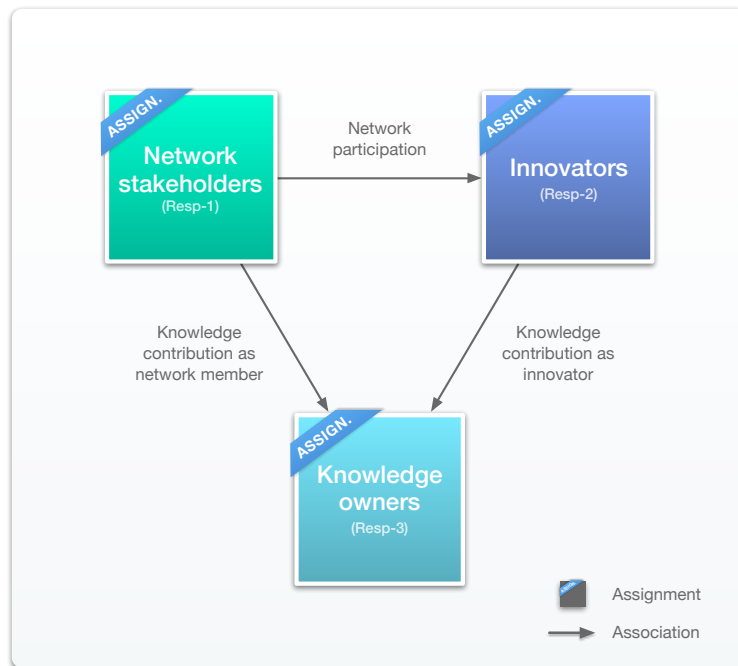 ASSIGN.
Network
stakeholders
(Resp-1)
Network
participation
ASSIGN.
Innovators
(Resp-2)
Knowledge
contribution as
network member
Knowledge
contribution as
innovator
ASSIGN.
Knowledge
owners
(Resp-3)
Assignment
Association